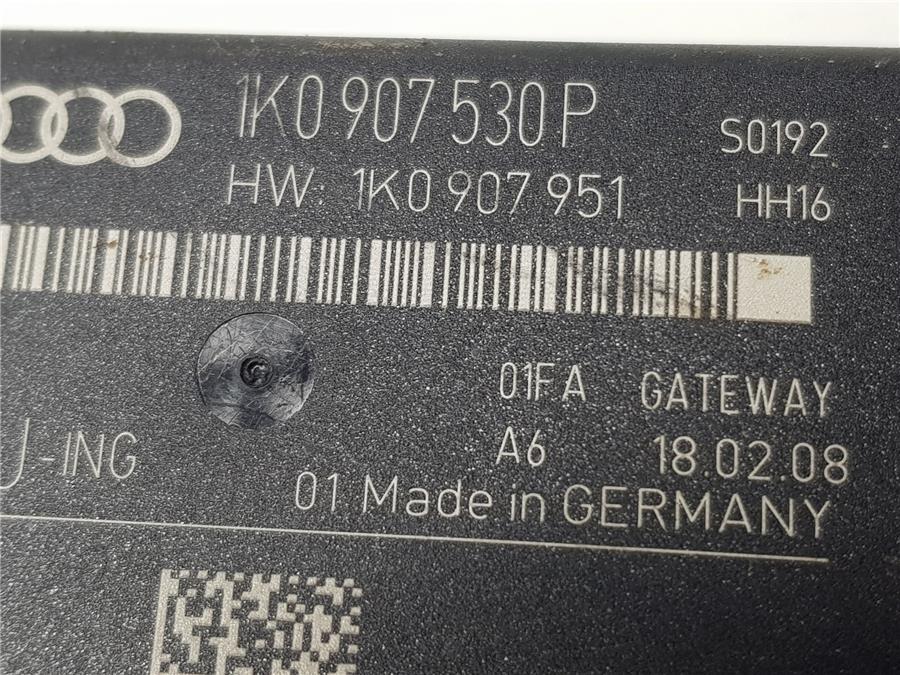 1K0 907 530 P
S0192
HW: 1K0 907 951
HH16
01FA GATEWAY
J-ING A6 18.02.08
01 Made in GERMANY